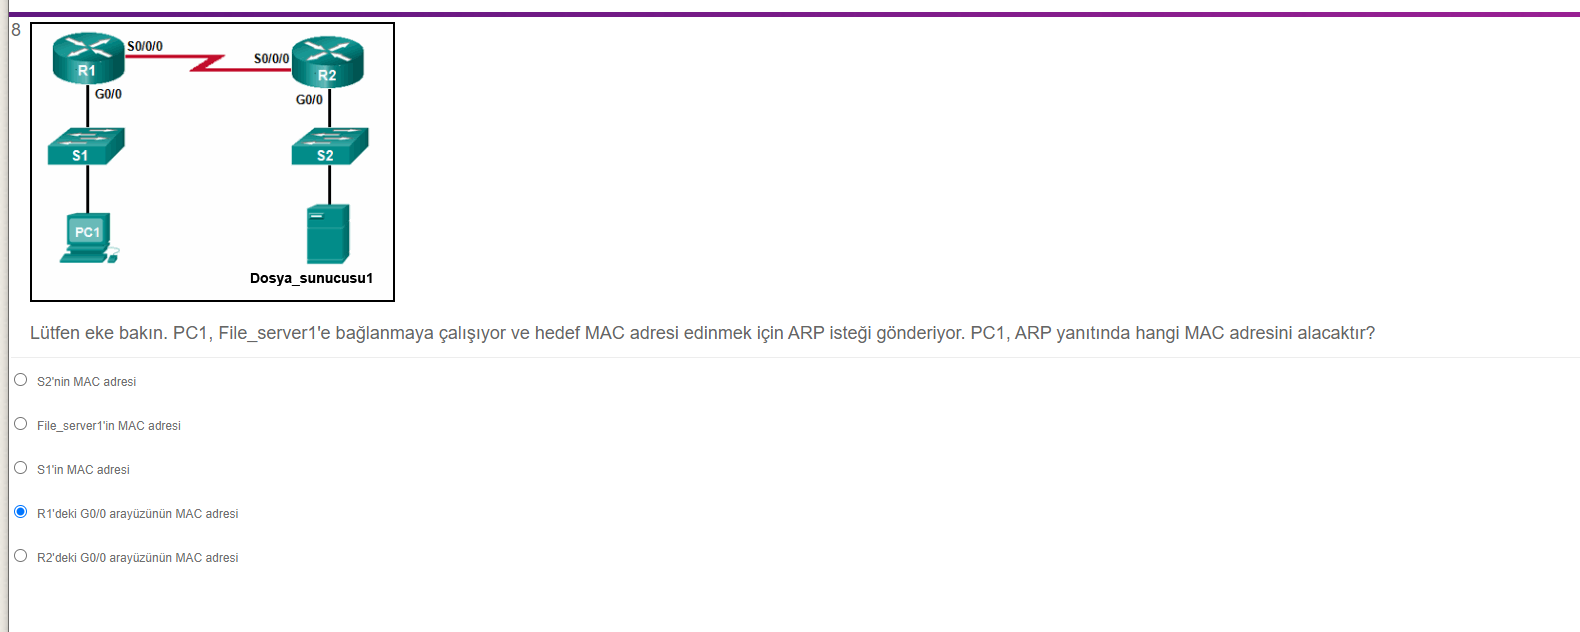 8
S0/0/0
S0/0/0
R1
R2
G0/0
G0/0
S1
S2
PC1
Dosya_sunucusu1
Lütfen eke bakın. PC1, File_server1'e bağlanmaya çalışıyor ve hedef MAC adresi edinmek için ARP isteği gönderiyor. PC1, ARP yanıtında hangi MAC adresini alacaktır?
S2'nin MAC adresi
File_server1'in MAC adresi
S1'in MAC adresi
R1'deki G0/0 arayüzünün MAC adresi
R2'deki G0/0 arayüzünün MAC adresi